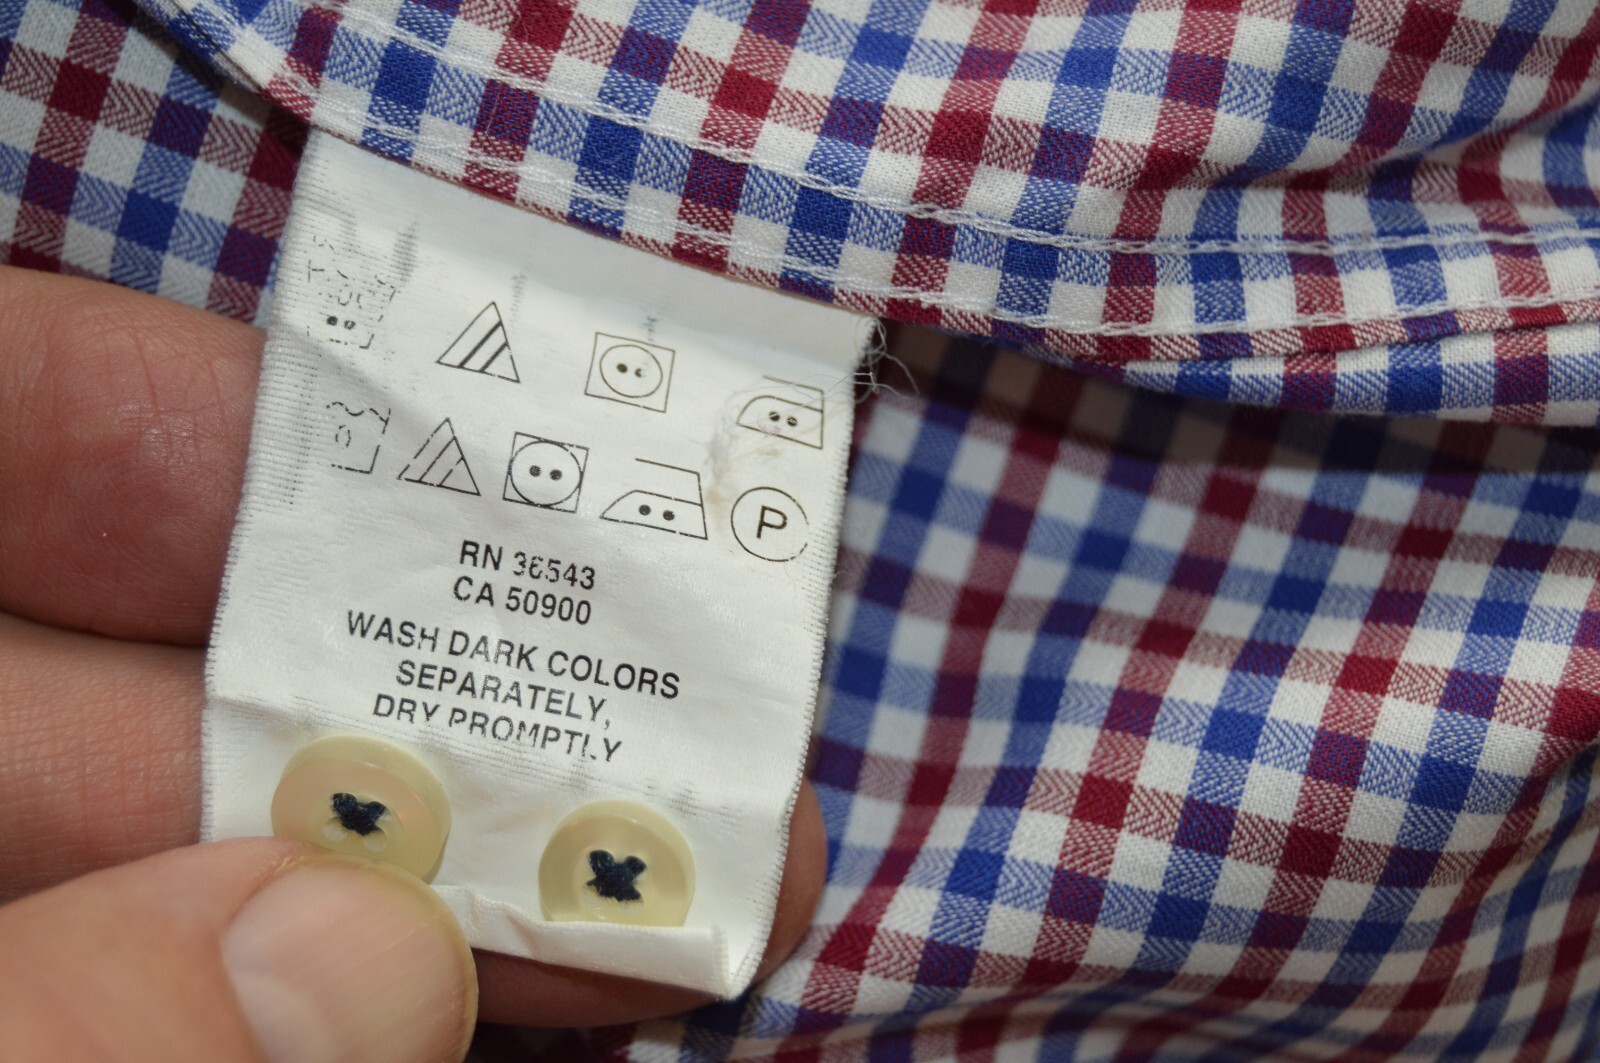 P
RN 36543
CA 50900
WASH DARK COLORS
SEPARATELY,
DRY PROMPTLY